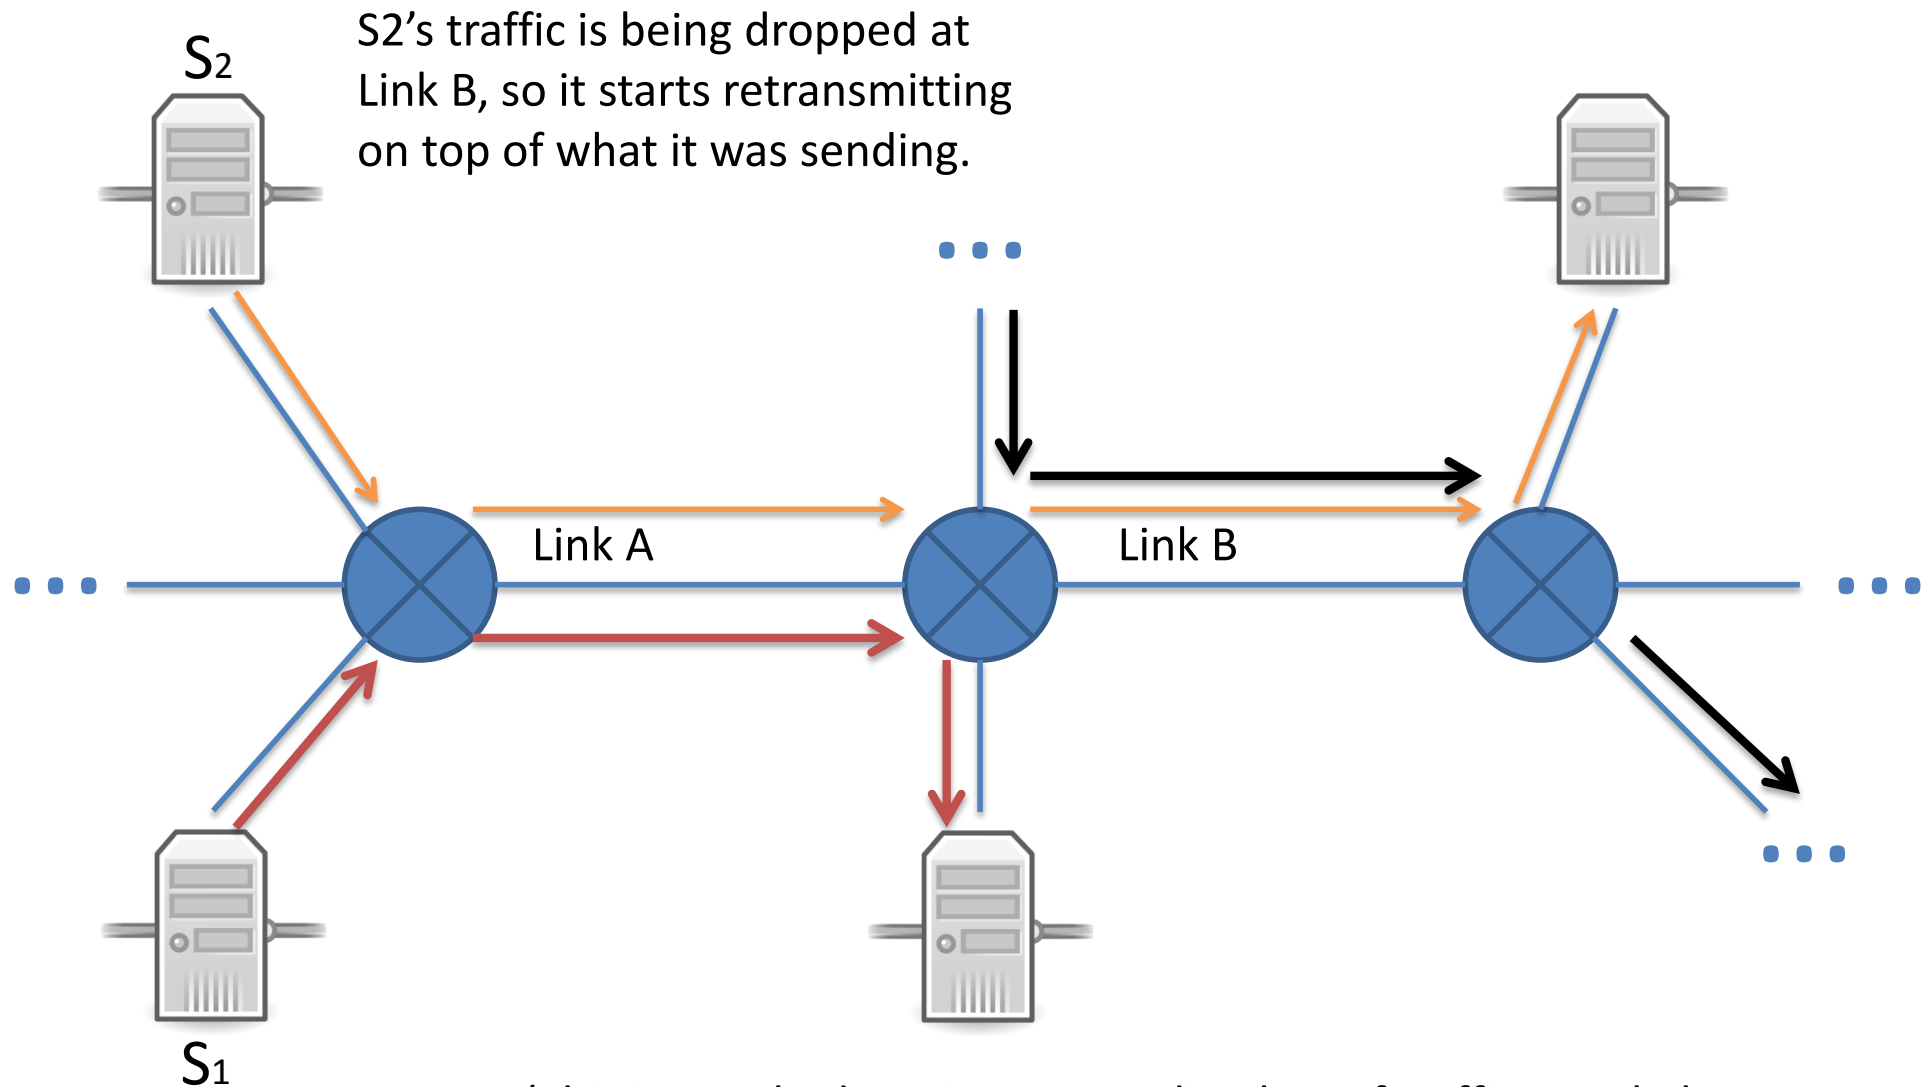 S2
S2's traffic is being dropped at
Link B, so it starts retransmitting
on top of what it was sending.
Link A
Link B
S1